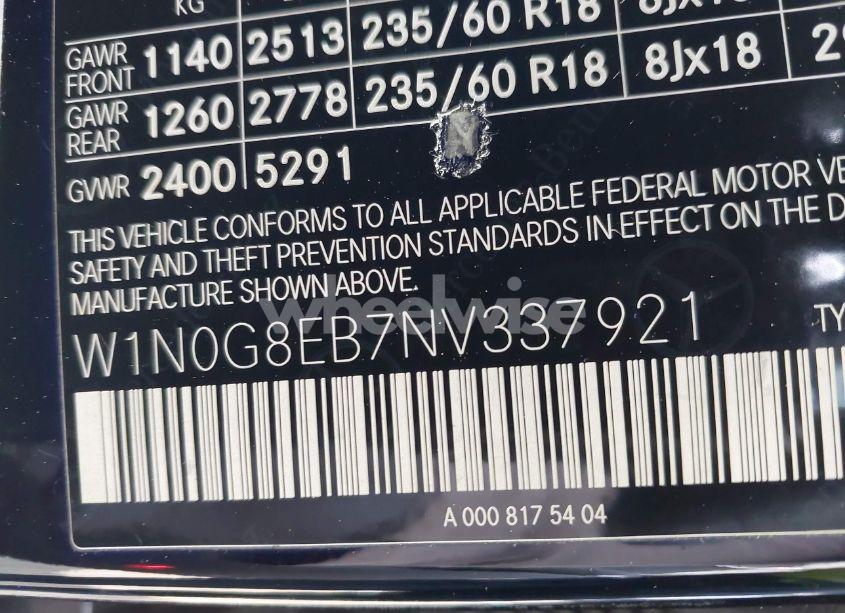 KG
GAWR FRONT 1140 2513 235/60 R18 8Jx18
GAWR REAR 1260 2778 235/60 R18 8Jx18
GVWR 2400 5291
THIS VEHICLE CONFORMS TO ALL APPLICABLE FEDERAL MOTOR VE
SAFETY AND THEFT PREVENTION STANDARDS IN EFFECT ON THE D
MANUFACTURE SHOWN ABOVE.
wheelwise
W1N0G8EB7NV337921 TY
A 000 817 54 04